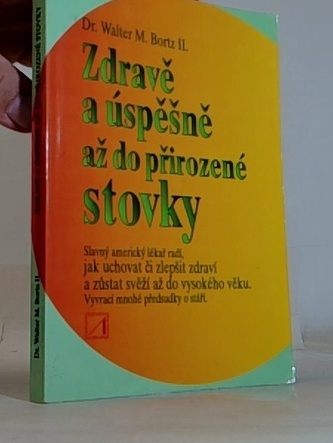 Dr. Walter M. Bortz II.
Zdravě
a úspěšně
až do přirozené
stovky
Slavný americký lékař radí,
jak uchovat či zlepšit zdraví
a zůstat svěží až do vysokého věku.
Vyvrací mnohé představky o stáří.
Dr. Walter M. Bortz II.